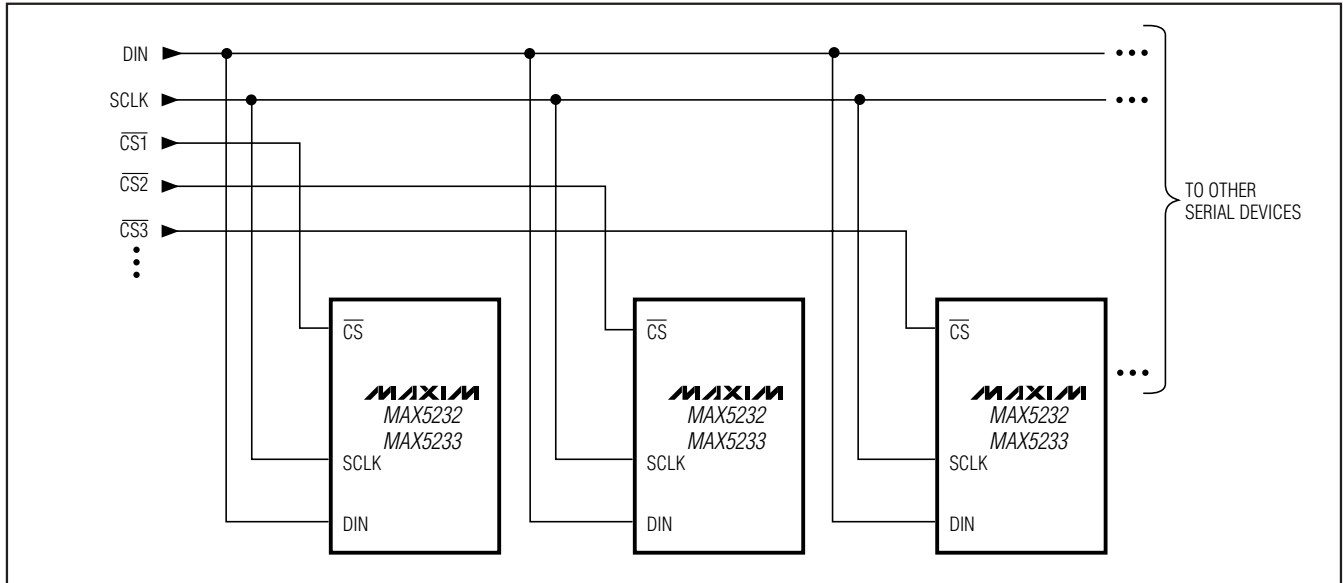 DIN
SCLK
CS1
CS2
CS3
TO OTHER
SERIAL DEVICES
CS
MAXIM
MAX5232
MAX5233
SCLK
DIN
CS
MAXIM
MAX5232
MAX5233
SCLK
DIN
CS
MAXIM
MAX5232
MAX5233
SCLK
DIN